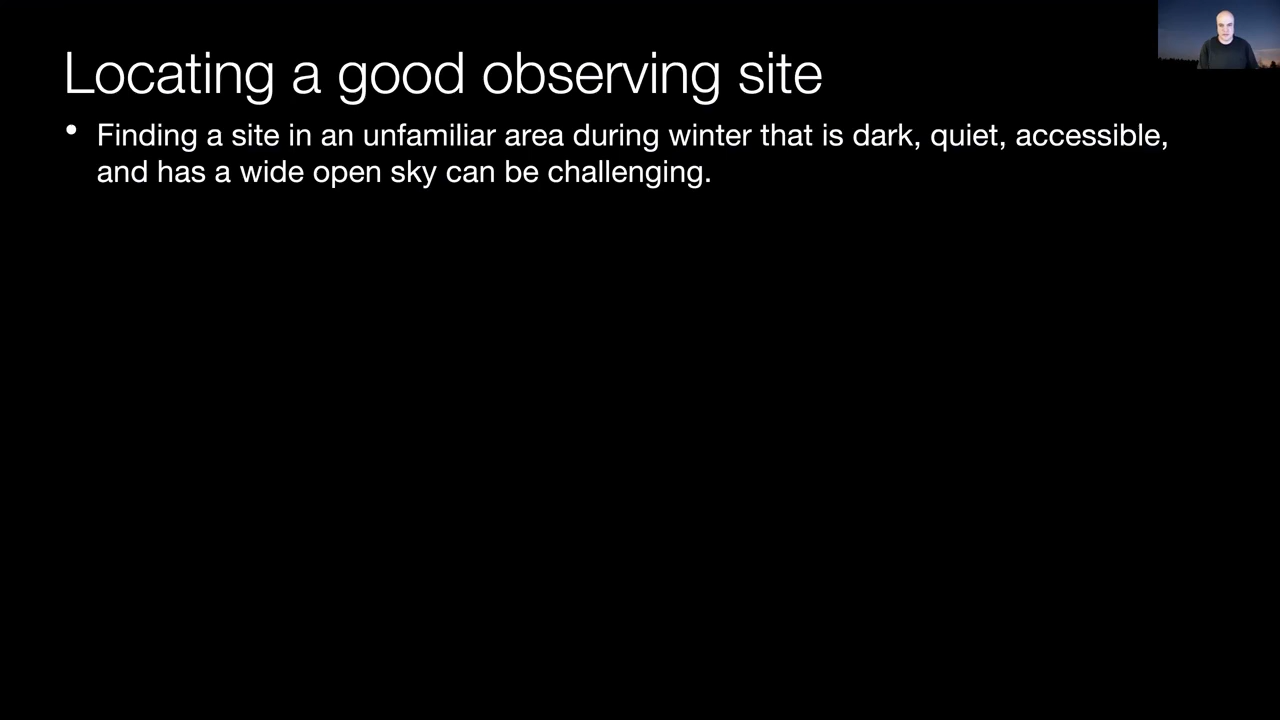 Locating a good observing site
• Finding a site in an unfamiliar area during winter that is dark, quiet, accessible,
and has a wide open sky can be challenging.